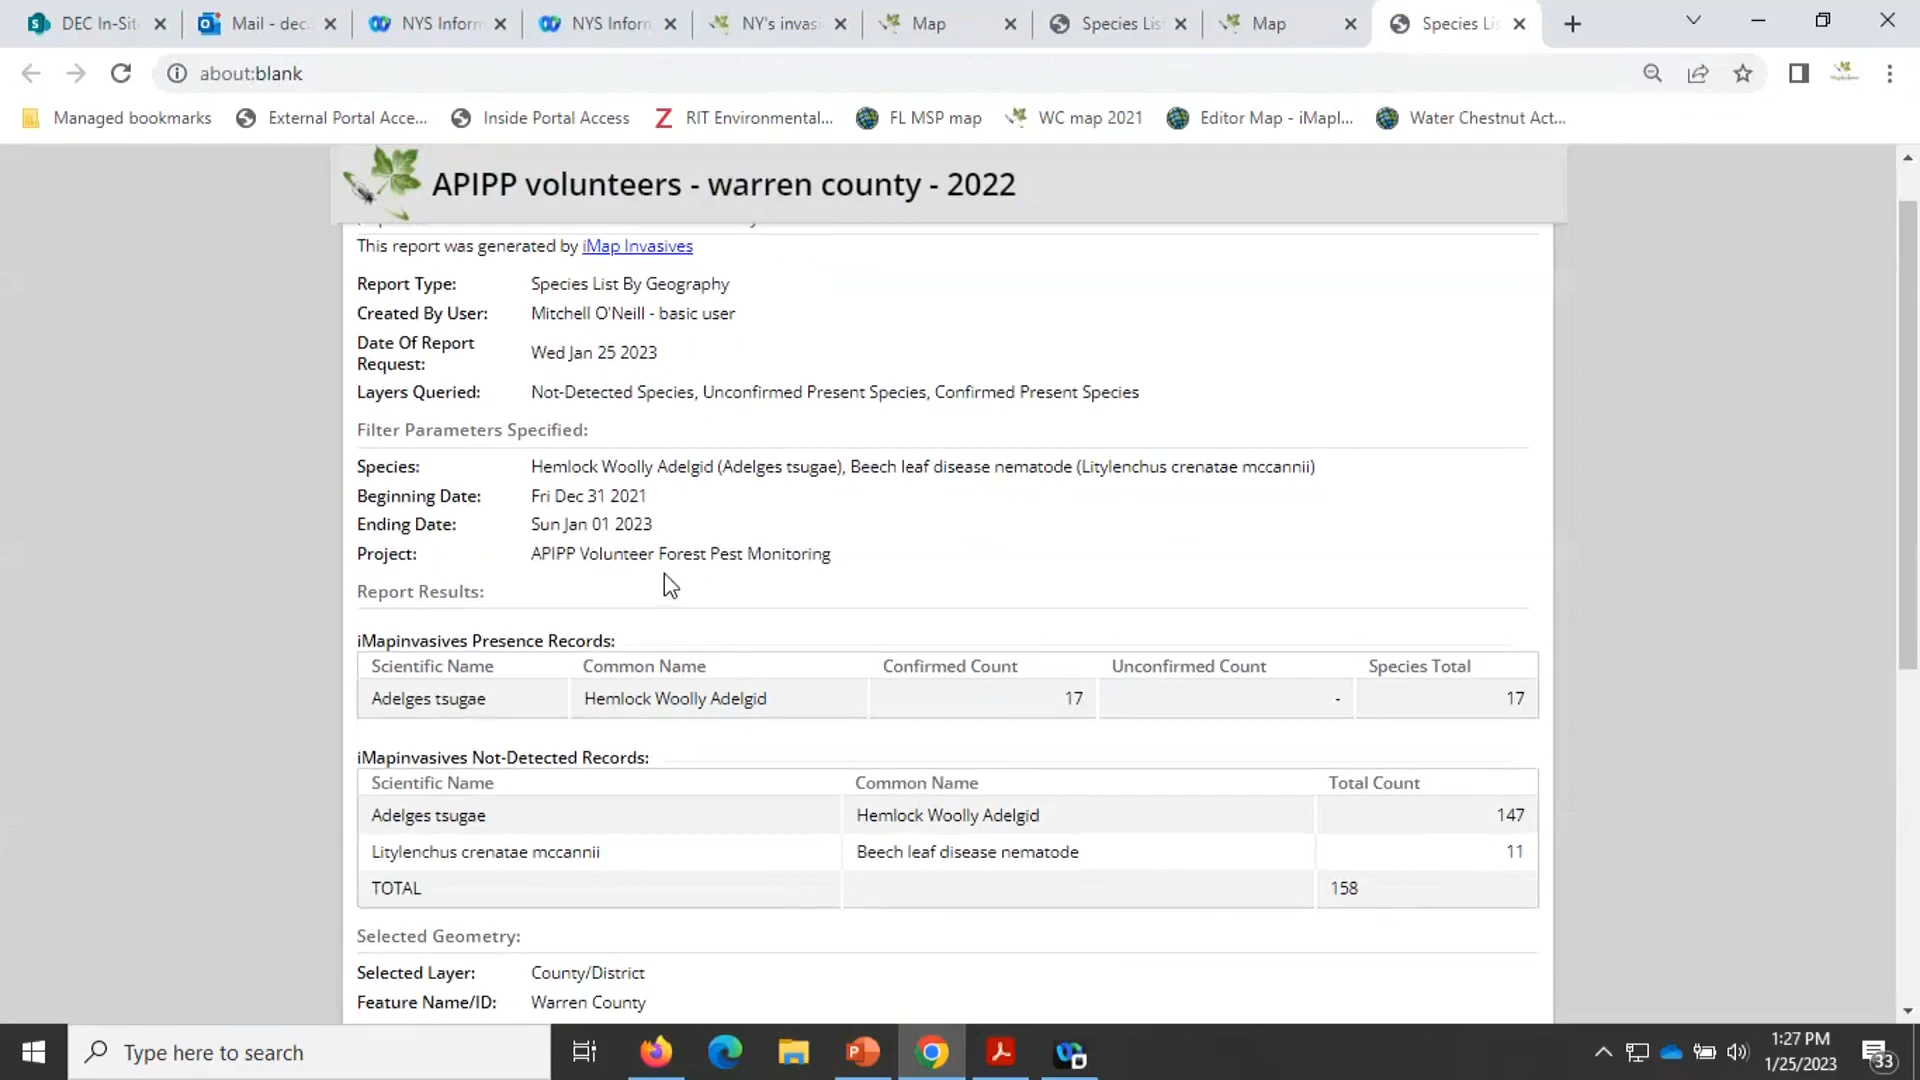 DEC In-Sit
Mail - dec.
NYS Inform
NYS Inform
NY's invasi
Map
Species Lis
Map
Species Lis
about:blank
Managed bookmarks
External Portal Acce...
Inside Portal Access
RIT Environmental...
FL MSP map
WC map 2021
Editor Map - iMapI...
Water Chestnut Act...
APIPP volunteers - warren county - 2022
This report was generated by iMap Invasives
Report Type: Species List By Geography
Created By User: Mitchell O'Neill - basic user
Date Of Report
Request: Wed Jan 25 2023
Layers Queried: Not-Detected Species, Unconfirmed Present Species, Confirmed Present Species
Filter Parameters Specified:
Species: Hemlock Woolly Adelgid (Adelges tsugae), Beech leaf disease nematode (Litylenchus crenatae mccannii)
Beginning Date: Fri Dec 31 2021
Ending Date: Sun Jan 01 2023
Project: APIPP Volunteer Forest Pest Monitoring
Report Results:
iMapinvasives Presence Records:
Scientific Name Common Name Confirmed Count Unconfirmed Count Species Total
Adelges tsugae Hemlock Woolly Adelgid 17 - 17
iMapinvasives Not-Detected Records:
Scientific Name Common Name Total Count
Adelges tsugae Hemlock Woolly Adelgid 147
Litylenchus crenatae mccannii Beech leaf disease nematode 11
TOTAL 158
Selected Geometry:
Selected Layer: County/District
Feature Name/ID: Warren County
Type here to search
1:27 PM
1/25/2023
33